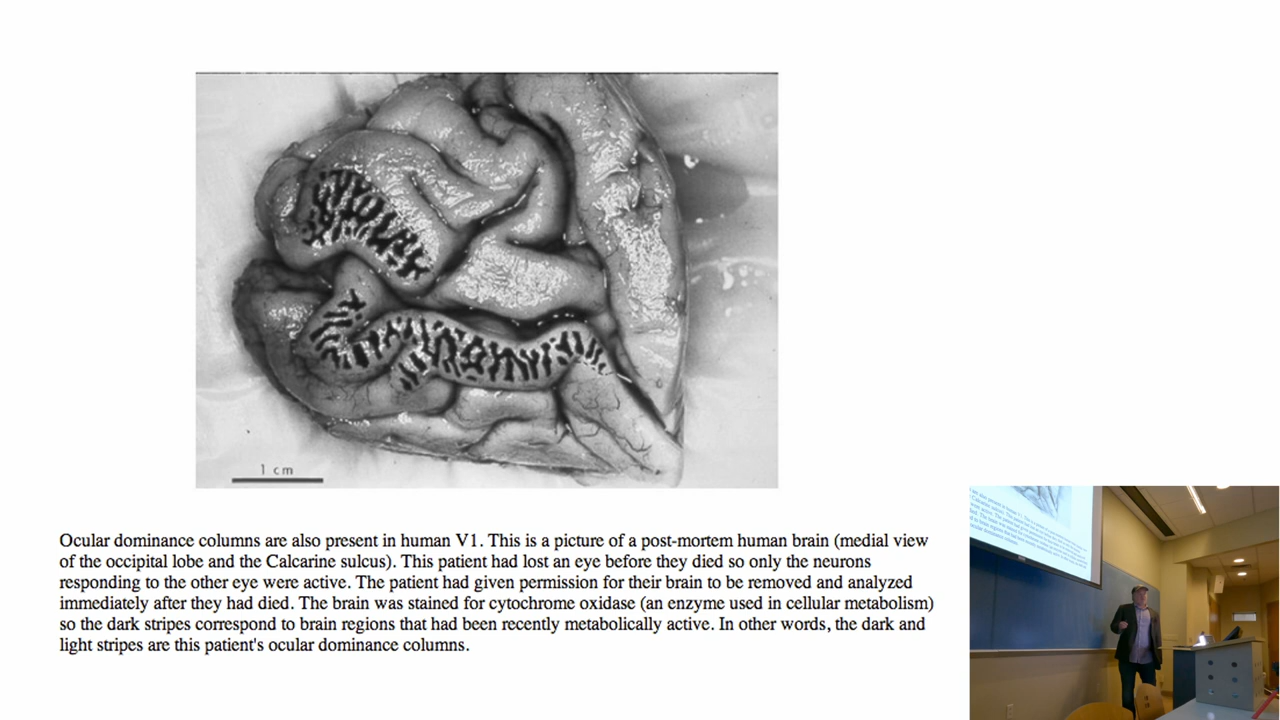 1 cm
Ocular dominance columns are also present in human V1. This is a picture of a post-mortem human brain (medial view
of the occipital lobe and the Calcarine sulcus). This patient had lost an eye before they died so only the neurons
responding to the other eye were active. The patient had given permission for their brain to be removed and analyzed
immediately after they had died. The brain was stained for cytochrome oxidase (an enzyme used in cellular metabolism)
so the dark stripes correspond to brain regions that had been recently metabolically active. In other words, the dark and
light stripes are this patient's ocular dominance columns.